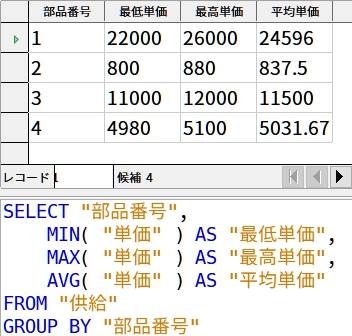 部品番号 最低単価 最高単価 平均単価
1 22000 26000 24596
2 800 880 837.5
3 11000 12000 11500
4 4980 5100 5031.67
レコード 1 候補 4
SELECT "部品番号",
MIN( "単価" ) AS "最低単価",
MAX( "単価" ) AS "最高単価",
AVG( "単価" ) AS "平均単価"
FROM "供給"
GROUP BY "部品番号"